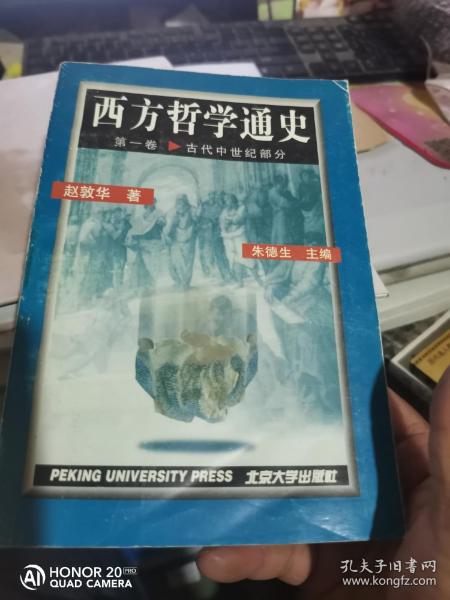 西方哲学通史
第一卷 ▶ 古代中世纪部分
赵敦华 著
朱德生 主编
PEKING UNIVERSITY PRESS 北京大学出版社
AI HONOR 20 PRO
QUAD CAMERA
孔夫子旧书网
www.kongfz.com